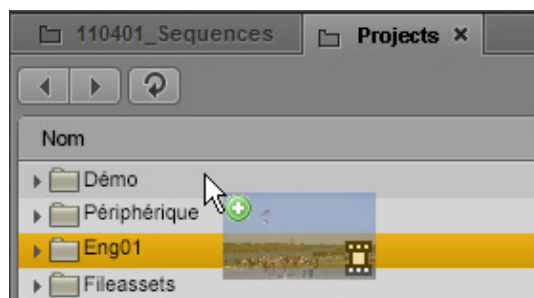 110401_Sequences Projects
Nom
Démo
Périphérique
Eng01
Fileassets